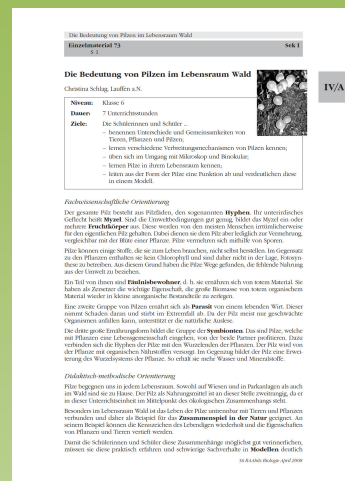 Die Bedeutung von Pilzen im Lebensraum Wald
Einzelmaterial 73
S 1
Sek I
IV/A
Die Bedeutung von Pilzen im Lebensraum Wald
Christina Schlag, Lauffen a.N.
Niveau: Klasse 6
Dauer: 7 Unterrichtsstunden
Ziele: Die Schülerinnen und Schüler ...
– benennen Unterschiede und Gemeinsamkeiten von
Tieren, Pflanzen und Pilzen;
– lernen verschiedene Verbreitungsmechanismen von Pilzen kennen;
– üben sich im Umgang mit Mikroskop und Binokular;
– lernen Pilze in ihrem Lebensraum kennen;
– leiten aus der Form der Pilze eine Funktion ab und verdeutlichen diese
in einem Modell.
Fachwissenschaftliche Orientierung
Der gesamte Pilz besteht aus Pilzfäden, den sogenannten Hyphen. Ihr unterirdisches
Geflecht heißt Myzel. Sind die Umweltbedingungen gut genug, bildet das Myzel ein oder
mehrere Fruchtkörper aus. Diese werden von den meisten Menschen irrtümlicherweise
für den eigentlichen Pilz gehalten. Dabei dienen sie dem Pilz aber lediglich zur Vermehrung,
vergleichbar mit der Blüte einer Pflanze. Pilze vermehren sich mithilfe von Sporen.
Pilze können einige Stoffe, die sie zum Leben brauchen, nicht selbst herstellen. Im Gegensatz
zu den Pflanzen enthalten sie kein Chlorophyll und sind daher nicht in der Lage, Fotosyn-
these zu betreiben. Aus diesem Grund haben die Pilze Wege gefunden, die fehlende Nahrung
aus der Umwelt zu beziehen.
Ein Teil von ihnen sind Fäulnisbewohner, d. h. sie ernähren sich von totem Material. Sie
haben als Zersetzer die wichtige Eigenschaft, die große Biomasse von totem organischen
Material wieder in kleine anorganische Bestandteile zu zerlegen.
Eine zweite Gruppe von Pilzen ernährt sich als Parasit von einem lebenden Wirt. Dieser
nimmt Schaden daran und stirbt im Extremfall ab. Da der Pilz meist nur geschwächte
Organismen anfallen kann, unterstützt er die natürliche Auslese.
Die dritte große Ernährungsform bildet die Gruppe der Symbionten. Das sind Pilze, welche
mit Pflanzen eine Lebensgemeinschaft eingehen, von der beide Partner profitieren. Dazu
verbinden sich die Hyphen der Pilze mit den Wurzelenden der Pflanzen. Der Pilz wird von
der Pflanze mit organischen Nährstoffen versorgt. Im Gegenzug bildet der Pilz eine Erwei-
terung des Wurzelsystems der Pflanze. So erhält sie mehr Wasser und Mineralstoffe.
Didaktisch-methodische Orientierung
Pilze begegnen uns in jedem Lebensraum. Sowohl auf Wiesen und in Parkanlagen als auch
im Wald sind sie zu Hause. Der Pilz als Nahrungsmittel ist an dieser Stelle zweitrangig, da er
in dieser Unterrichtseinheit im Mittelpunkt des ökologischen Zusammenhangs steht.
Besonders im Lebensraum Wald ist das Leben der Pilze untrennbar mit Tieren und Pflanzen
verbunden und daher als Beispiel für das Zusammenspiel in der Natur geeignet. An
seinem Beispiel können die Kennzeichen des Lebendigen wiederholt und die Eigenschaften
von Pflanzen und Tieren vertieft werden.
Damit die Schülerinnen und Schüler diese Zusammenhänge möglichst gut verinnerlichen,
müssen sie diese praktisch erfahren und schwierige Sachverhalte in Modellen deutlich
56 RAAbits Biologie April 2008